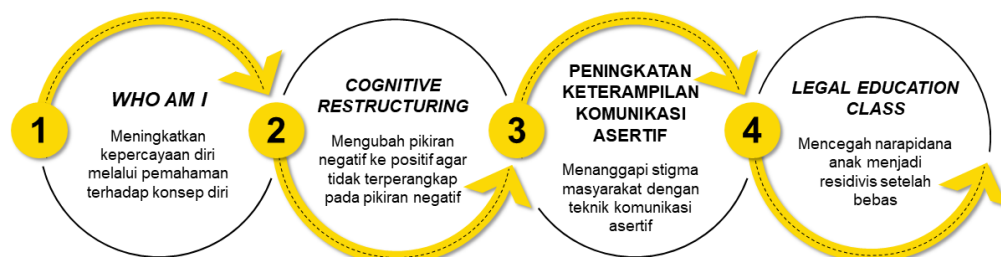 1
WHO AM I
Meningkatkan
kepercayaan diri
melalui pemahaman
terhadap konsep diri
2
COGNITIVE
RESTRUCTURING
Mengubah pikiran
negatif ke positif agar
tidak terperangkap
pada pikiran negatif
3
PENINGKATAN
KETERAMPILAN
KOMUNIKASI
ASERTIF
Menanggapi stigma
masyarakat dengan
teknik komunikasi
asertif
4
LEGAL EDUCATION
CLASS
Mencegah narapidana
anak menjadi
residivis setelah
bebas